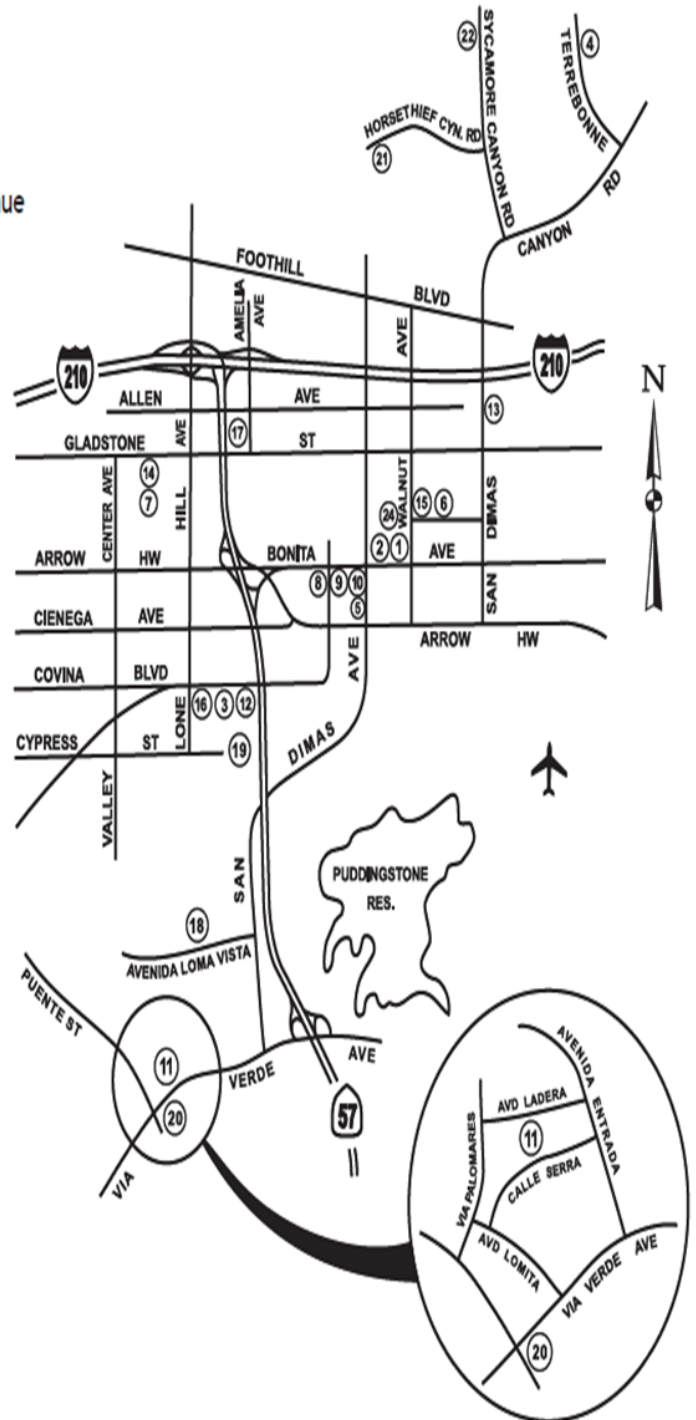 22
SYCAMORE CANYON RD
4
TERREBONNE
HORSETHIEF CYN. RD
21
CANYON RD
FOOTHILL BLVD
AMELIA AVE
210
210
N
ALLEN AVE
13
17
GLADSTONE ST
14
7
CENTER AVE
HILL AVE
WALNUT AVE
15
6
24
DIMAS
2
1
ARROW HW
BONITA AVE
8
9
10
5
SAN
CIENEGA AVE
ARROW HW
AVE
COVINA BLVD
16
3
12
LONE
DIMAS
CYPRESS ST
19
VALLEY
SAN
PUDDINGSTONE
RES.
18
AVENIDA LOMA VISTA
PUENTE ST
11
VERDE AVE
20
VIA
57
AVENIDA ENTRADA
AVD LADERA
11
VIA PALOMARES
CALLE SERRA
AVD LOMITA
VIA VERDE AVE
20